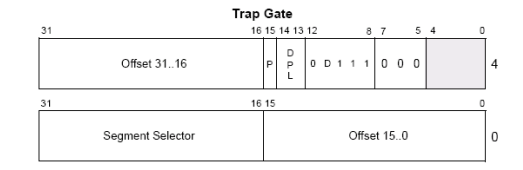 Trap Gate
31 16 15 14 13 12 8 7 5 4 0
Offset 31..16 P D P L 0 D 1 1 1 0 0 0 4
31 16 15 0
Segment Selector Offset 15..0 0